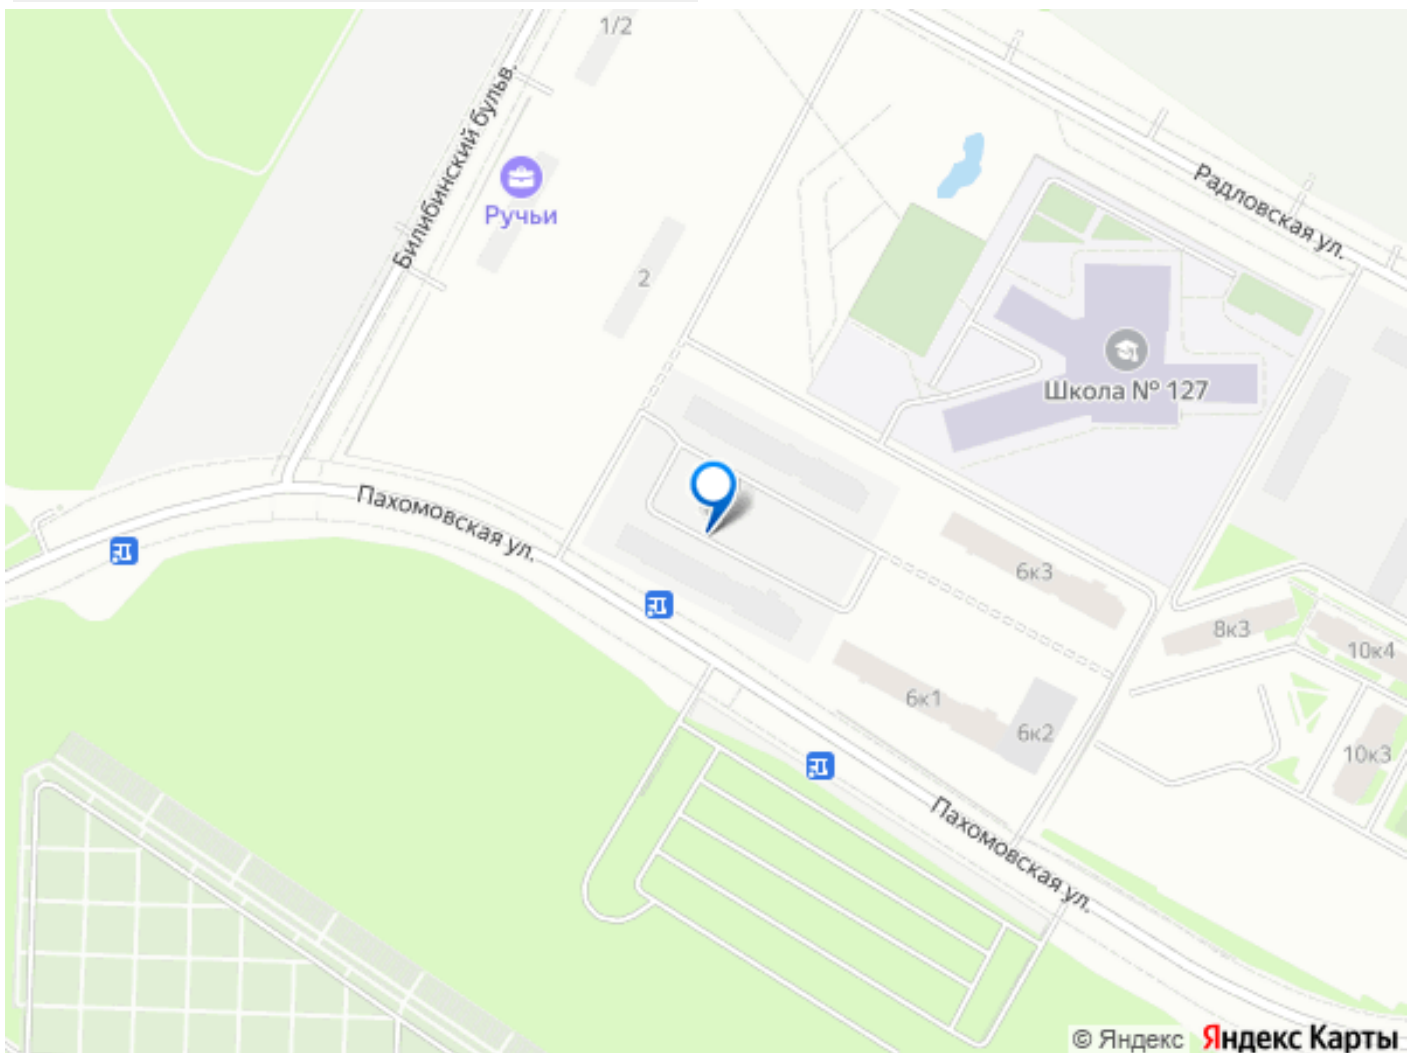 1/2
Билибинский бульв.
Ручьи
2
Радловская ул.
Школа № 127
Пахомовская ул.
6к3
8к3
10к4
6к1
6к2
10к3
Пахомовская ул.
© Яндекс Яндекс Карты